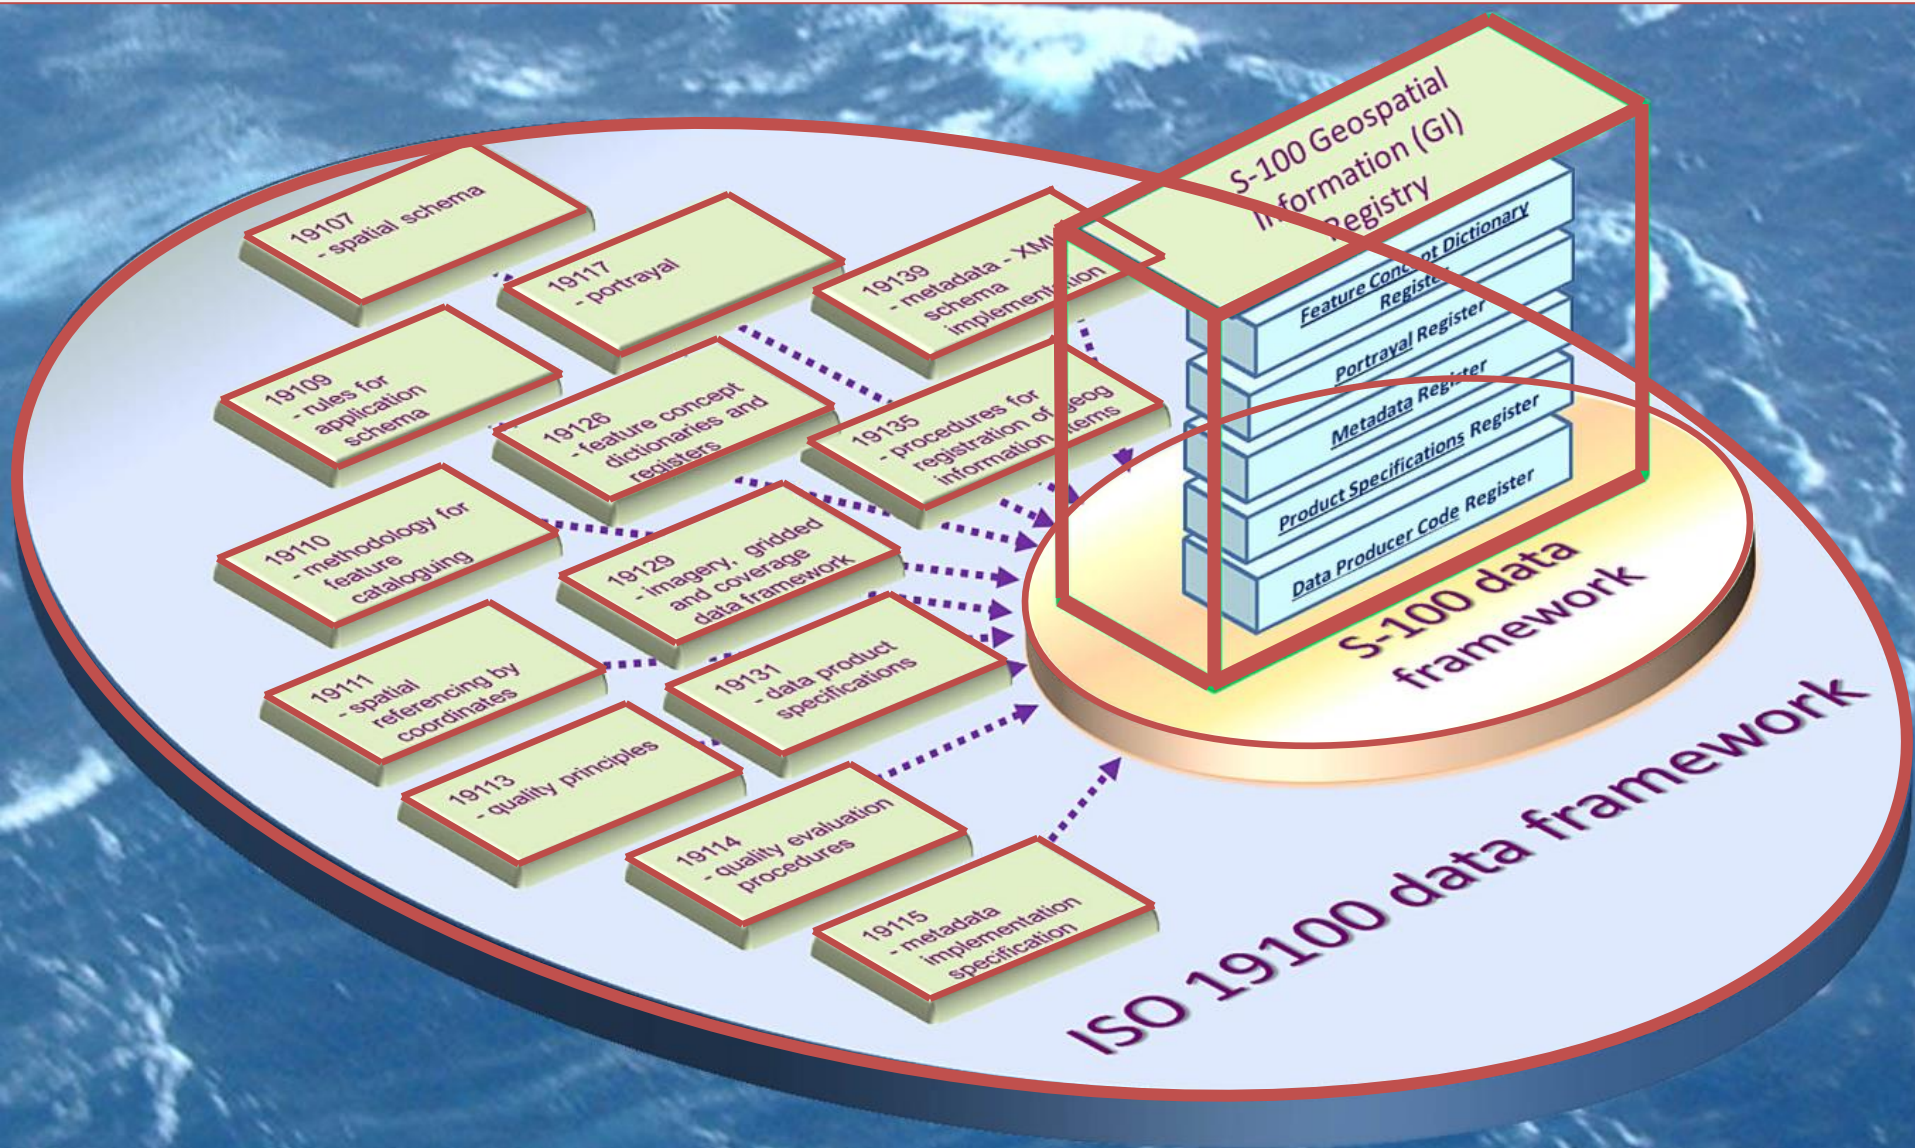 19107
- spatial schema
19117
- portrayal
19139
- metadata - XML
schema
implementation
19109
- rules for
application
schema
19126
- feature concept
dictionaries and
registers
19135
- procedures for
registration of geog
information items
19110
- methodology for
feature
cataloguing
19129
- imagery, gridded
and coverage
data framework
19111
- spatial
referencing by
coordinates
19131
- data product
specifications
19113
- quality principles
19114
- quality evaluation
procedures
19115
- metadata
implementation
specification
S-100 Geospatial
Information (GI)
Registry
Feature Concept Dictionary
Register
Portrayal Register
Metadata Register
Product Specifications Register
Data Producer Code Register
S-100 data
framework
ISO 19100 data framework